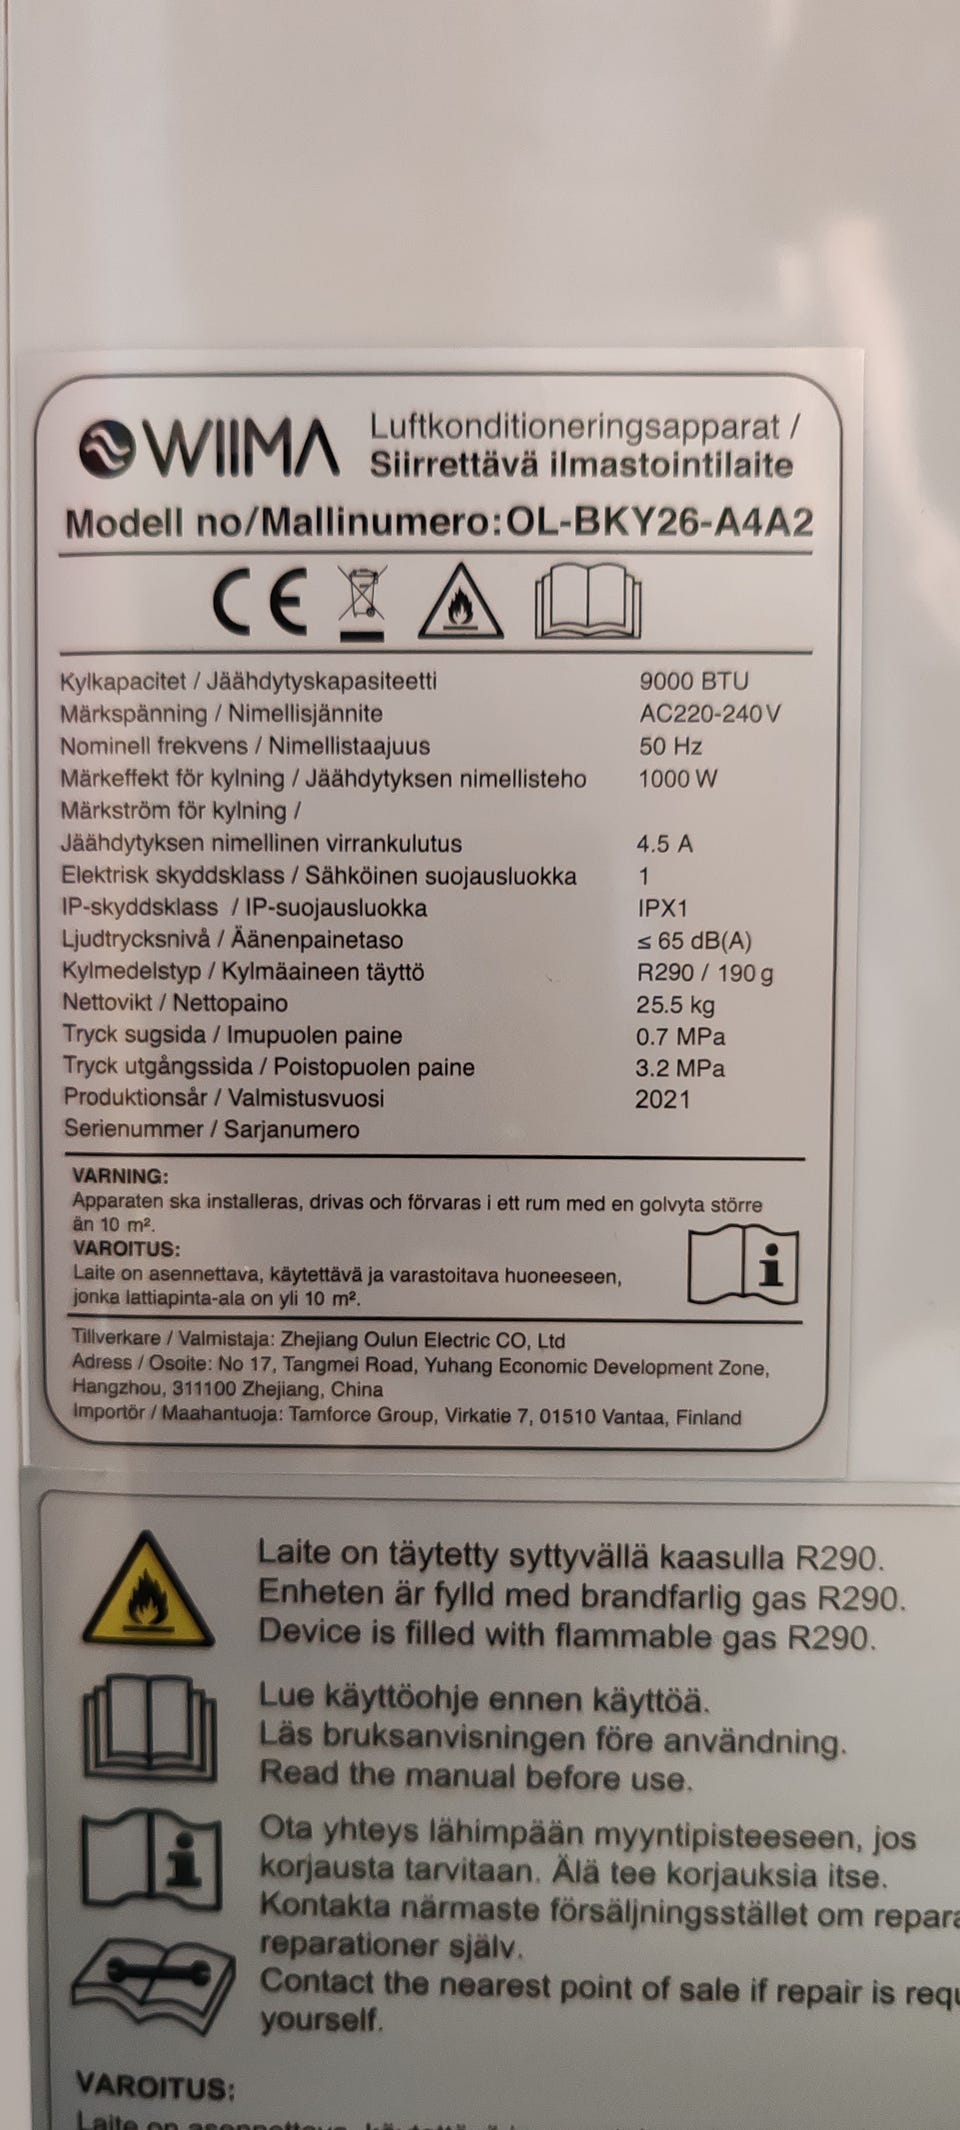 WIIMA
Luftkonditioneringsapparat /
Siirrettävä ilmastointilaite
Modell no/Mallinumero:OL-BKY26-A4A2
CE
Kylkapacitet / Jäähdytyskapasiteetti 9000 BTU
Märkspänning / Nimellisjännite AC220-240V
Nominell frekvens / Nimellistaajuus 50 Hz
Märkeffekt för kylning / Jäähdytyksen nimellisteho 1000 W
Märkström för kylning /
Jäähdytyksen nimellinen virrankulutus 4.5 A
Elektrisk skyddsklass / Sähköinen suojausluokka 1
IP-skyddsklass / IP-suojausluokka IPX1
Ljudtrycksnivå / Äänenpainetaso ≤ 65 dB(A)
Kylmedelstyp / Kylmäaineen täyttö R290 / 190 g
Nettovikt / Nettopaino 25.5 kg
Tryck sugsida / Imupuolen paine 0.7 MPa
Tryck utgångssida / Poistopuolen paine 3.2 MPa
Produktionsår / Valmistusvuosi 2021
Serienummer / Sarjanumero
VARNING:
Apparaten ska installeras, drivas och förvaras i ett rum med en golvyta större
än 10 m².
VAROITUS:
Laite on asennettava, käytettävä ja varastoitava huoneeseen,
jonka lattiapinta-ala on yli 10 m².
Tillverkare / Valmistaja: Zhejiang Oulun Electric CO, Ltd
Adress / Osoite: No 17, Tangmei Road, Yuhang Economic Development Zone,
Hangzhou, 311100 Zhejiang, China
Importör / Maahantuoja: Tamforce Group, Virkatie 7, 01510 Vantaa, Finland
Laite on täytetty syttyvällä kaasulla R290.
Enheten är fylld med brandfarlig gas R290.
Device is filled with flammable gas R290.
Lue käyttöohje ennen käyttöä.
Läs bruksanvisningen före användning.
Read the manual before use.
Ota yhteys lähimpään myyntipisteeseen, jos
korjausta tarvitaan. Älä tee korjauksia itse.
Kontakta närmaste försäljningsstället om repara
reparationer själv.
Contact the nearest point of sale if repair is requ
yourself.
VAROITUS:
Laite on